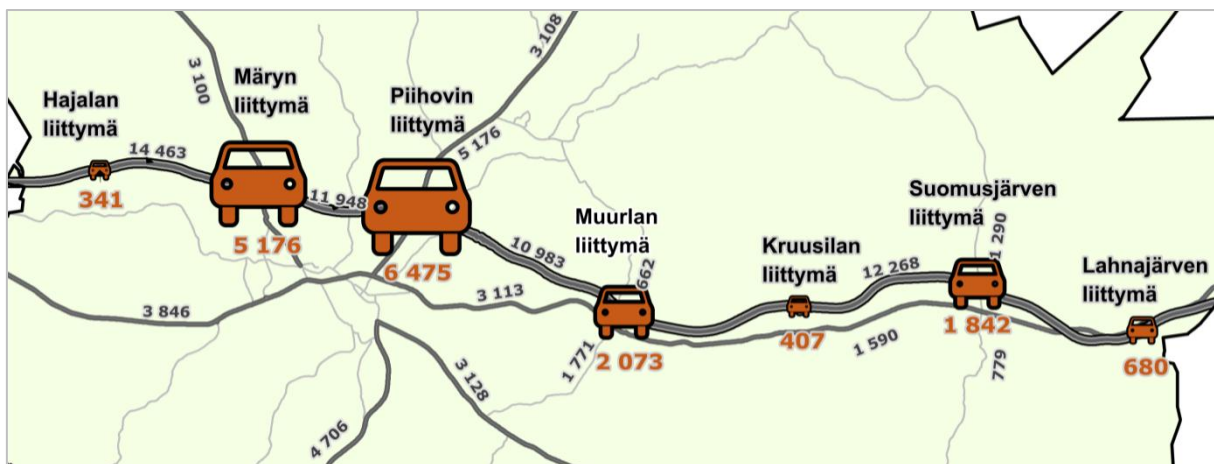 3 100
3 108
Hajalan
liittymä
Märyn
liittymä
Piihovin
liittymä
14 463
5 176
11 948
341
5 176
6 475
Muurlan
liittymä
10 983
662
Kruusilan
liittymä
Suomusjärven
liittymä
12 268
1 290
Lahnajärven
liittymä
3 846
3 113
2 073
407
1 842
680
1 771
1 590
779
3 128
4 706